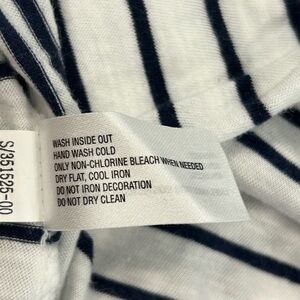 WASH INSIDE OUT
HAND WASH COLD
ONLY NON-CHLORINE BLEACH WHEN NEEDED
DRY FLAT, COOL IRON
DO NOT IRON DECORATION
DO NOT DRY CLEAN
S/351525-00